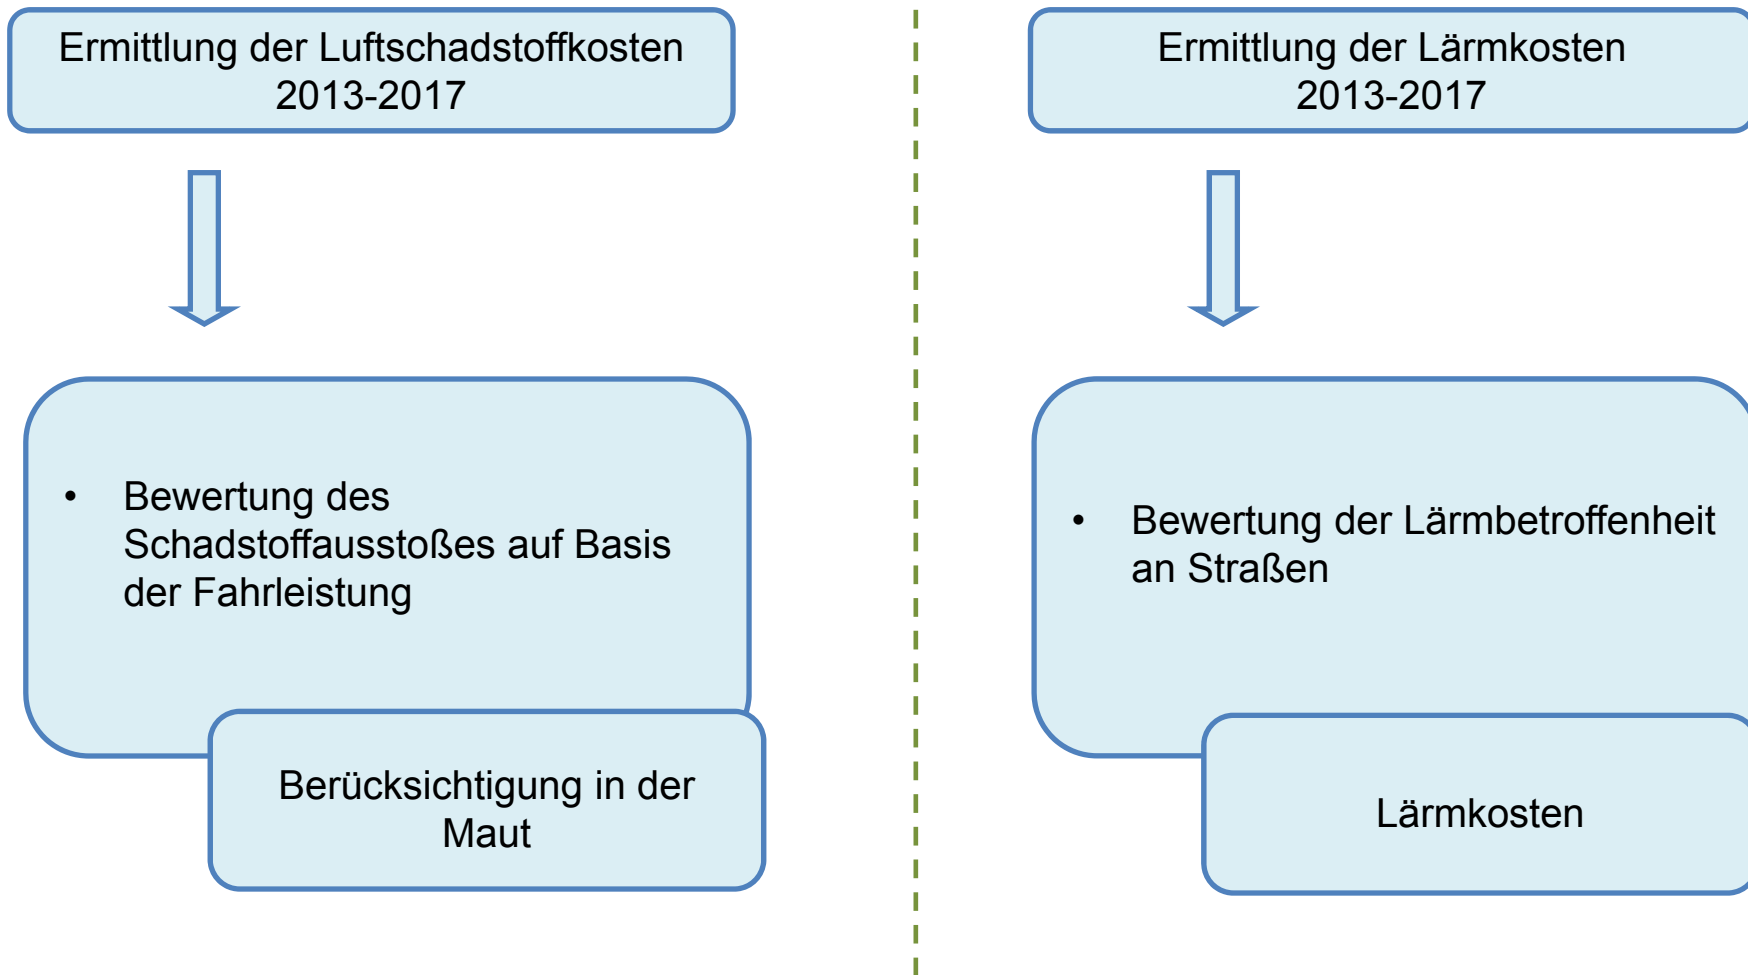 Ermittlung der Luftschadstoffkosten
2013-2017
• Bewertung des
Schadstoffausstoßes auf Basis
der Fahrleistung
Berücksichtigung in der
Maut
Ermittlung der Lärmkosten
2013-2017
• Bewertung der Lärmbetroffenheit
an Straßen
Lärmkosten